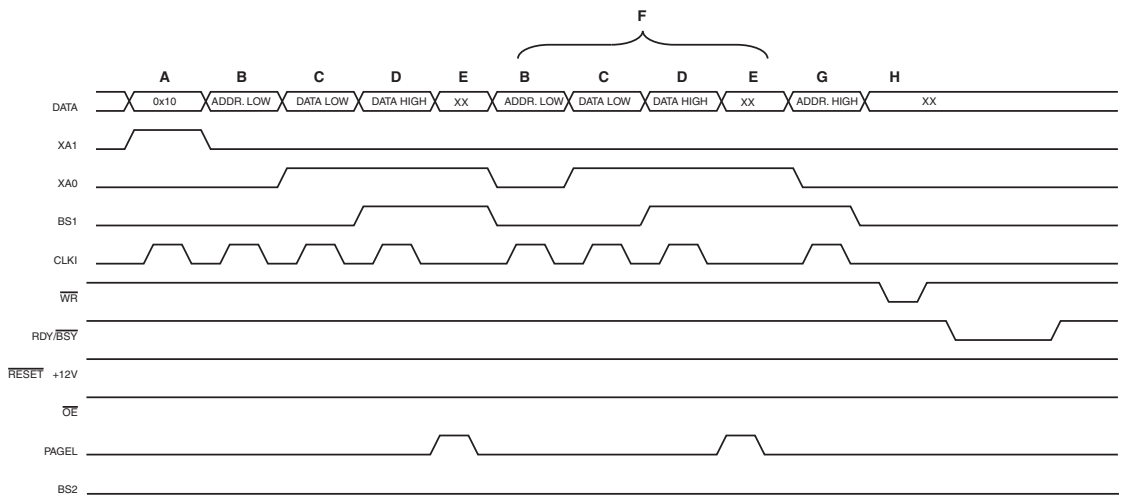 F
A B C D E B C D E G H
DATA 0x10 ADDR. LOW DATA LOW DATA HIGH XX ADDR. LOW DATA LOW DATA HIGH XX ADDR. HIGH XX
XA1
XA0
BS1
CLKI
WR
RDY/BSY
RESET +12V
OE
PAGEL
BS2